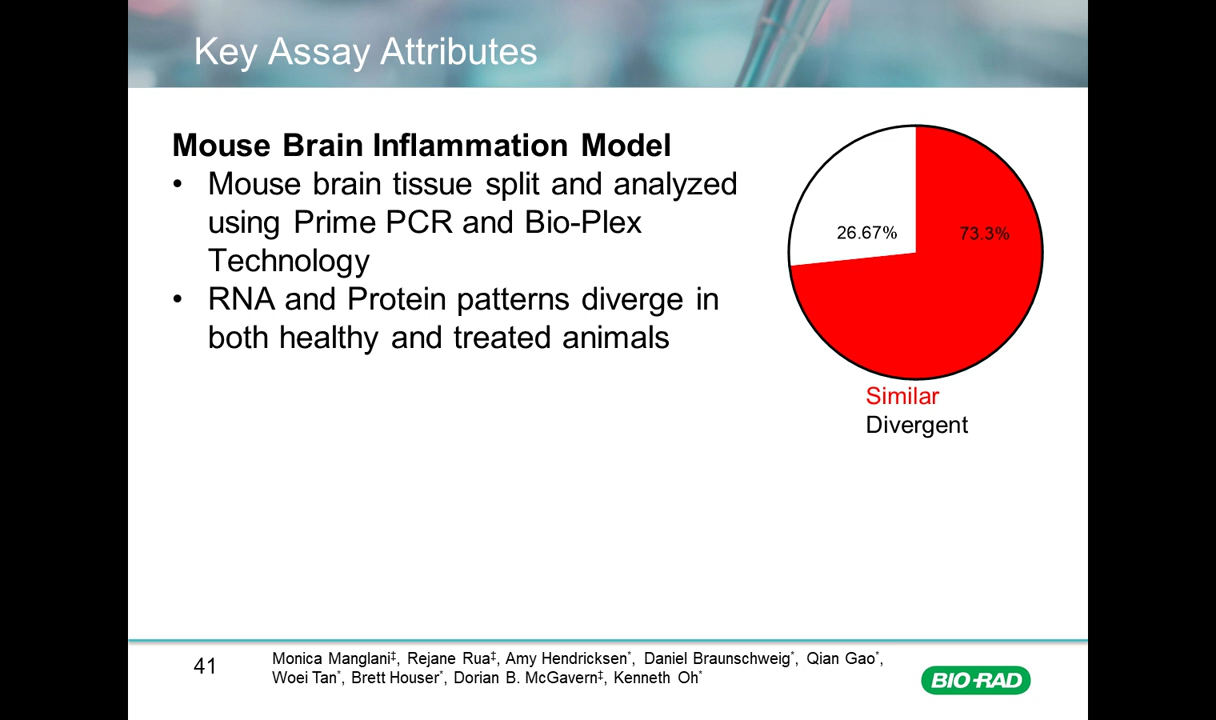 Key Assay Attributes
Mouse Brain Inflammation Model
• Mouse brain tissue split and analyzed
using Prime PCR and Bio-Plex
Technology
• RNA and Protein patterns diverge in
both healthy and treated animals
26.67%
73.3%
Similar
Divergent
41
Monica Manglani‡, Rejane Rua‡, Amy Hendricksen*, Daniel Braunschweig*, Qian Gao*,
Woei Tan*, Brett Houser*, Dorian B. McGavern‡, Kenneth Oh*
BIO-RAD